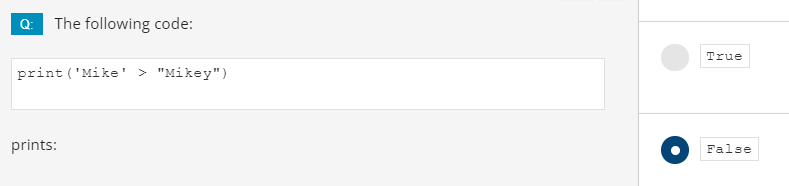 Q: The following code:
print('Mike' > "Mikey")
prints:
True
False